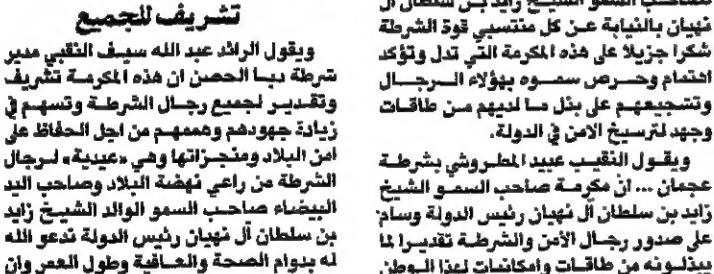 لصاحب السمو الشيخ زايد بن سلطان آل
نهيان بالنيابة عن كل منتسبي قوة الشرطة
شكرا جزيلا على هذه المكرمة التي تدل وتؤكد
اهتمام وحرص سموه بهؤلاء الرجال
وتشجيعهم على بذل ما لديهم من طاقات
وجهد لترسيخ الامن في الدولة.
ويقول النقيب عبيد المطروشي بشرطة
عجمان ... ان مكرمة صاحب السمو الشيخ
زايد بن سلطان آل نهيان رئيس الدولة وسام
على صدور رجال الأمن والشرطة تقديرا لما
يبذلونه من طاقات وامكانيات لهذا الوطن
تشريف للجميع
ويقول الرائد عبد الله سيف النقبي مدير
شرطة دبا الحصن ان هذه المكرمة تشريف
وتقدير لجميع رجال الشرطة وتسهم في
زيادة جهودهم وهممهم من اجل الحفاظ على
امن البلاد ومنجزاتها وهي «عيدية» لرجال
الشرطة من راعي نهضة البلاد وصاحب اليد
البيضاء صاحب السمو الوالد الشيخ زايد
بن سلطان آل نهيان رئيس الدولة ندعو الله
له بدوام الصحة والعافية وطول العمر وان